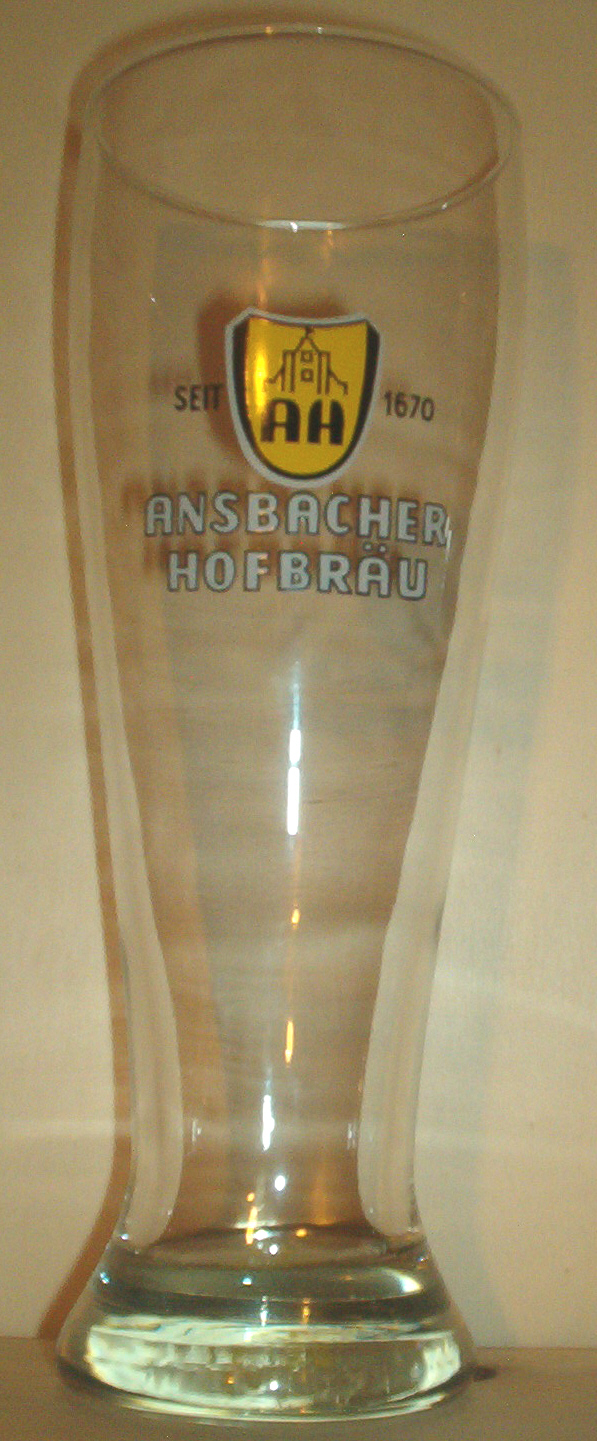 AH
SEIT 1670
ANSBACHER
HOFBRÄU